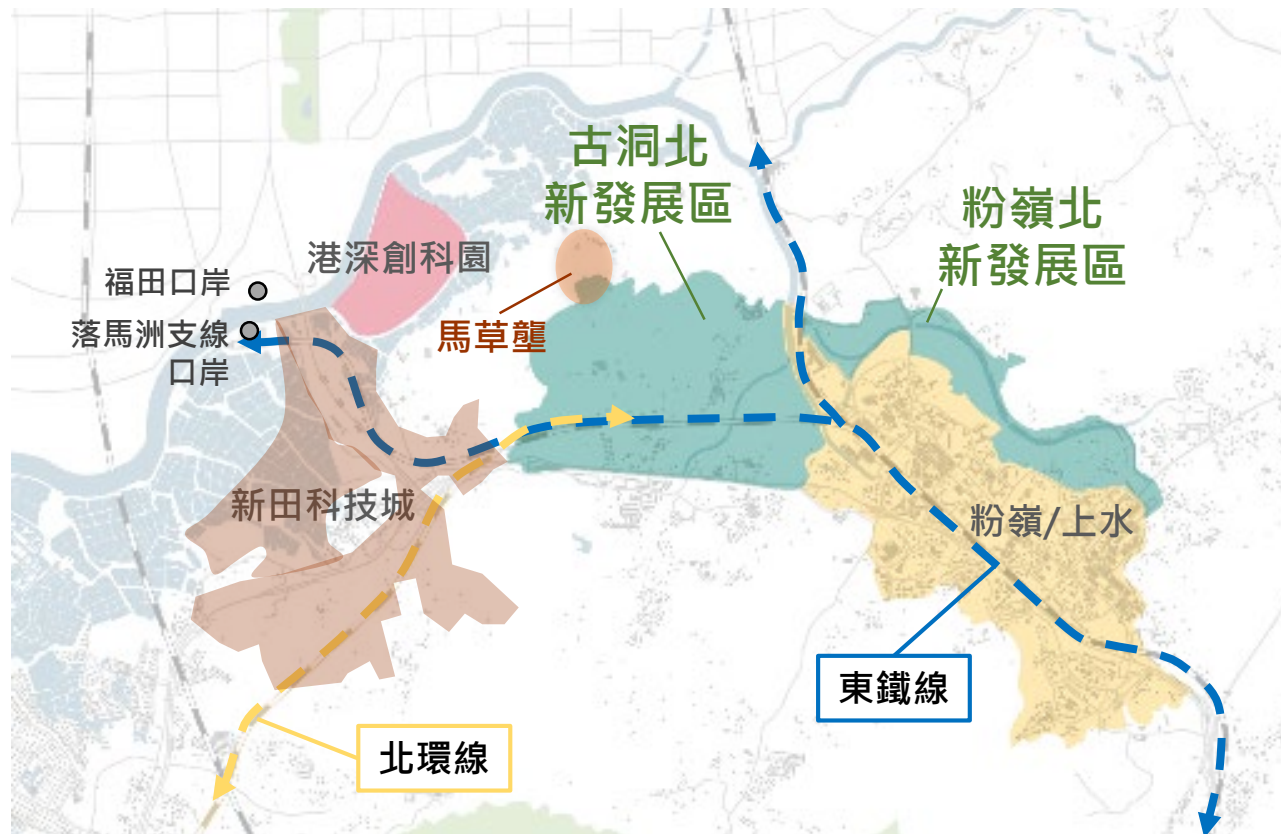 古洞北
新發展區
粉嶺北
新發展區
港深創科園
福田口岸
落馬洲支線
口岸
馬草壟
新田科技城
粉嶺/上水
東鐵線
北環線